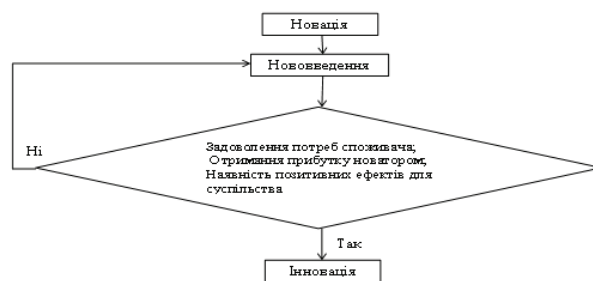 Новація
Нововведення
Ні
Задоволення потреб споживача;
Отримання прибутку новатором;
Наявність позитивних ефектів для
суспільства
Так
Інновація